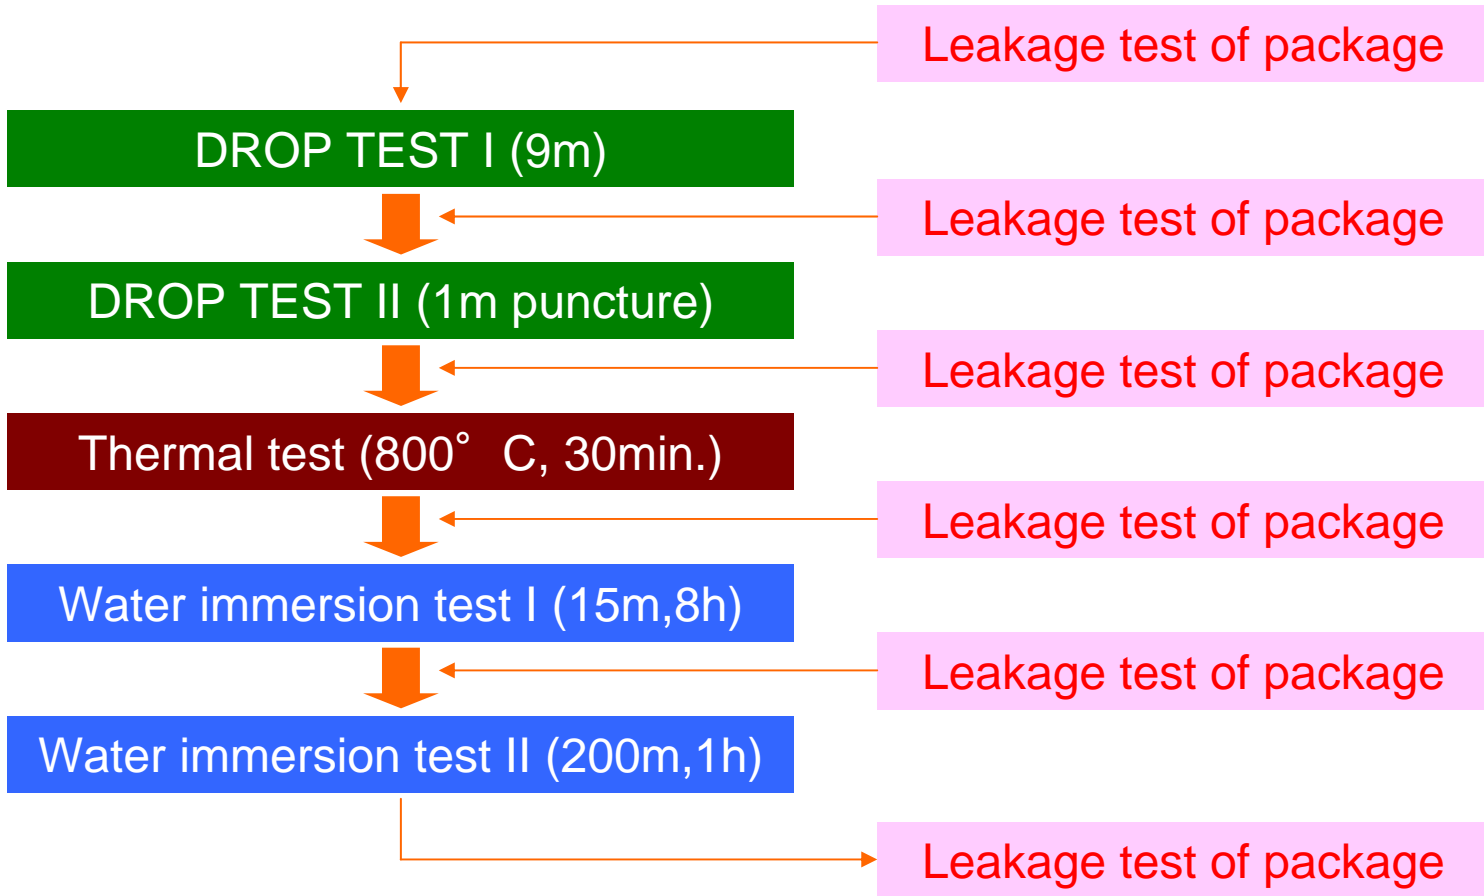 Leakage test of package
DROP TEST I (9m)
Leakage test of package
DROP TEST II (1m puncture)
Leakage test of package
Thermal test (800° C, 30min.)
Leakage test of package
Water immersion test I (15m,8h)
Leakage test of package
Water immersion test II (200m,1h)
Leakage test of package